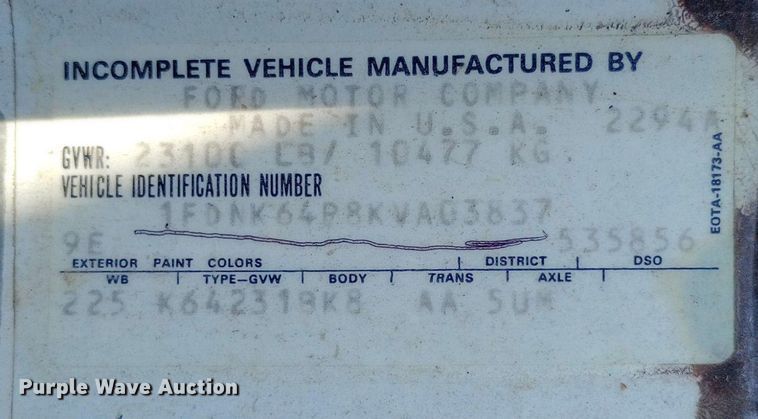 INCOMPLETE VEHICLE MANUFACTURED BY
FORD MOTOR COMPANY
MADE IN U.S.A. 2294A
GVWR: 23100 LB/ 10477 KG
VEHICLE IDENTIFICATION NUMBER
1FDNK64P8KVA03837
9E 535856
EXTERIOR PAINT COLORS DISTRICT DSO
WB TYPE–GVW BODY TRANS AXLE
225 K642319K8 AA 5UM
EOTA-18173-AA
Purple Wave Auction